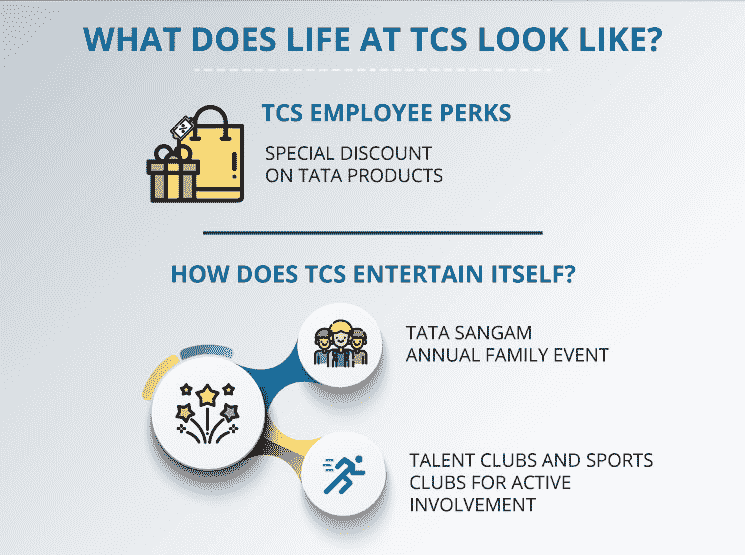 WHAT DOES LIFE AT TCS LOOK LIKE?
TCS EMPLOYEE PERKS
SPECIAL DISCOUNT
ON TATA PRODUCTS
HOW DOES TCS ENTERTAIN ITSELF?
TATA SANGAM
ANNUAL FAMILY EVENT
TALENT CLUBS AND SPORTS
CLUBS FOR ACTIVE
INVOLVEMENT